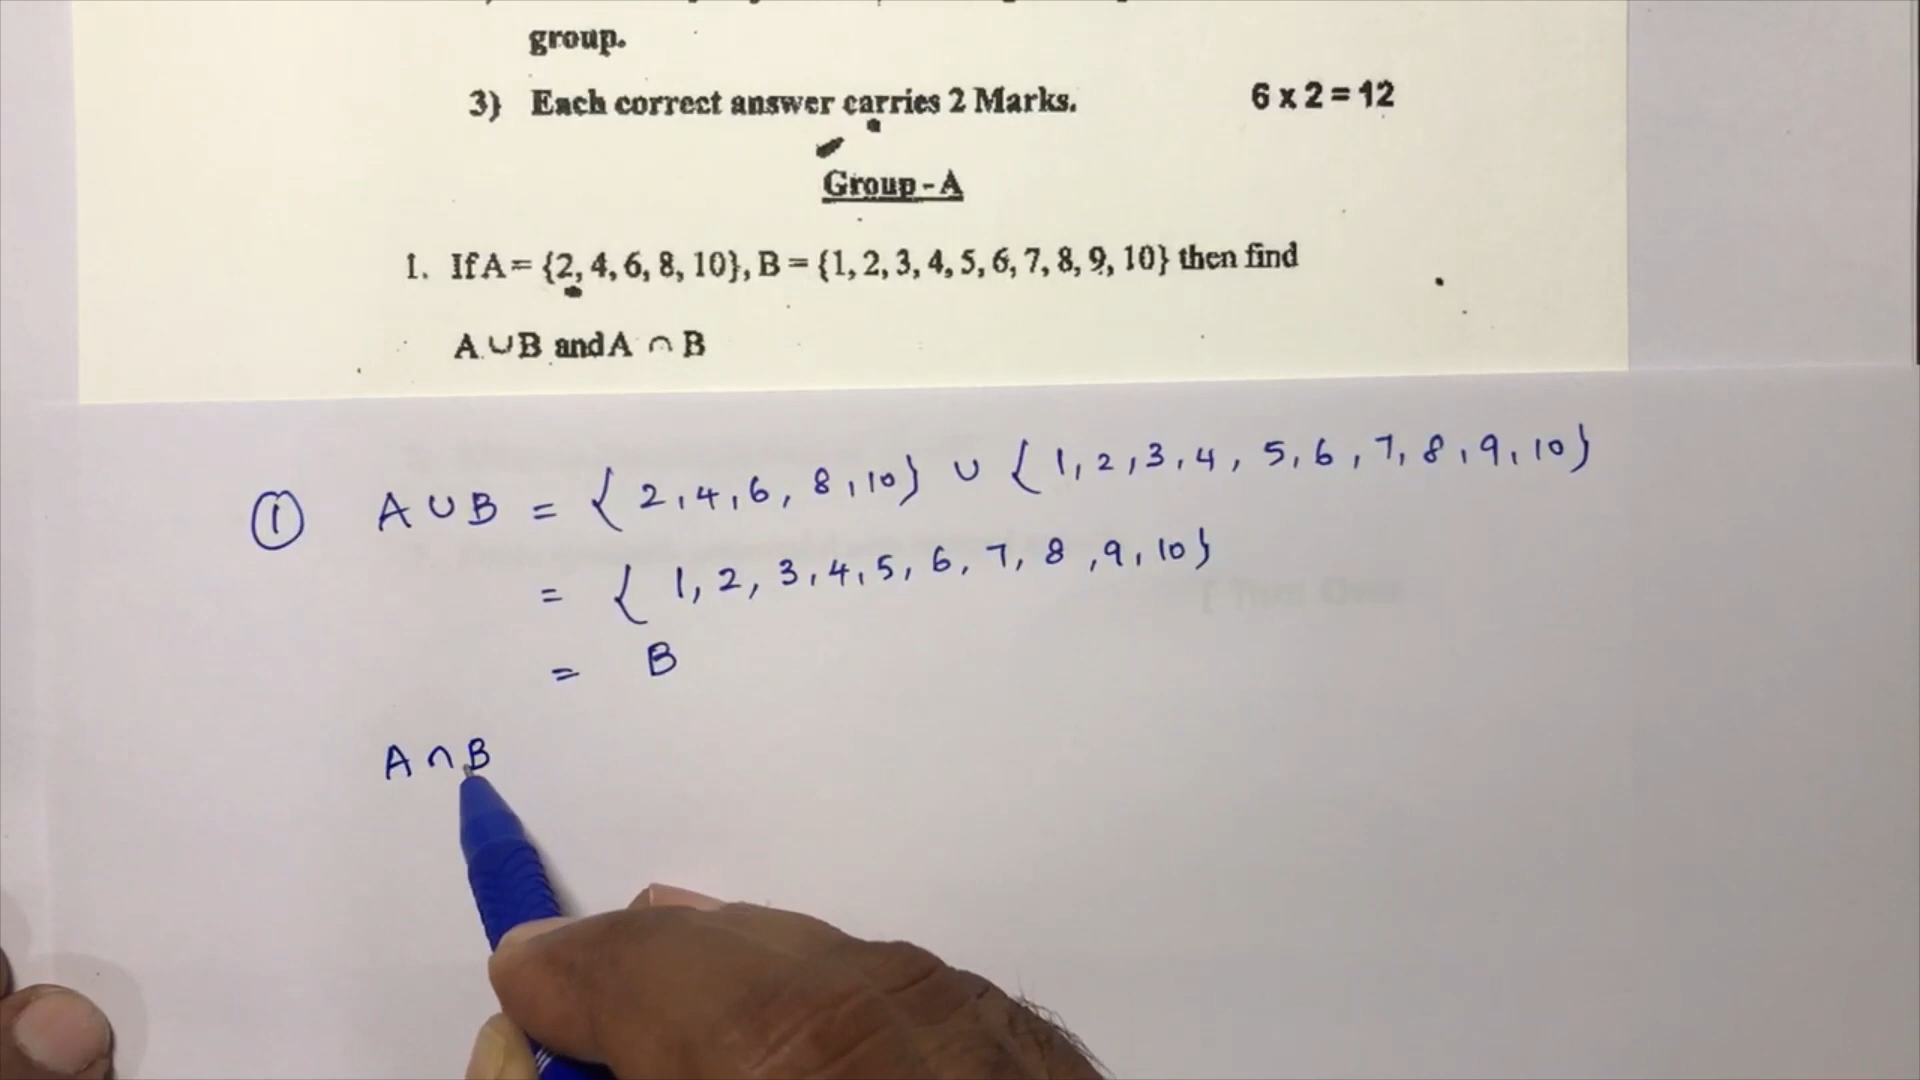 group.
3) Each correct answer carries 2 Marks. 6 x 2 = 12
Group - A
1. If A = {2, 4, 6, 8, 10}, B = {1, 2, 3, 4, 5, 6, 7, 8, 9, 10} then find
A ∪ B and A ∩ B
① A ∪ B = { 2, 4, 6, 8, 10} ∪ { 1, 2, 3, 4, 5, 6, 7, 8, 9, 10}
= { 1, 2, 3, 4, 5, 6, 7, 8, 9, 10}
= B
A ∩ B